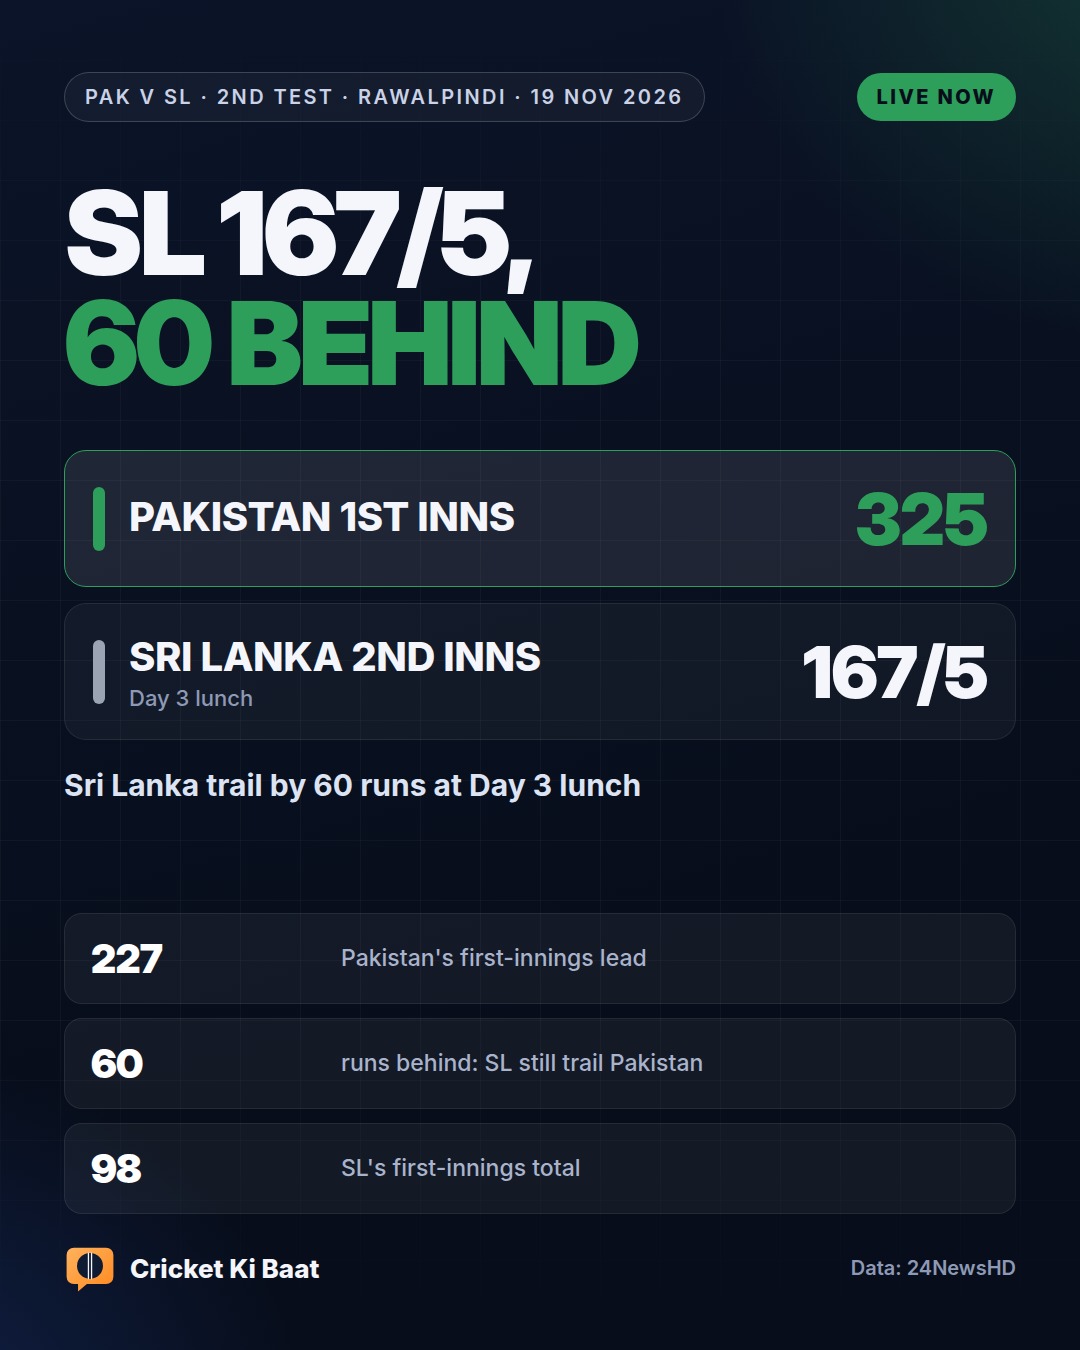 PAK V SL · 2ND TEST · RAWALPINDI · 19 NOV 2026
LIVE NOW
SL 167/5,
60 BEHIND
PAKISTAN 1ST INNS
325
SRI LANKA 2ND INNS
Day 3 lunch
167/5
Sri Lanka trail by 60 runs at Day 3 lunch
227
Pakistan's first-innings lead
60
runs behind: SL still trail Pakistan
98
SL's first-innings total
Cricket Ki Baat
Data: 24NewsHD